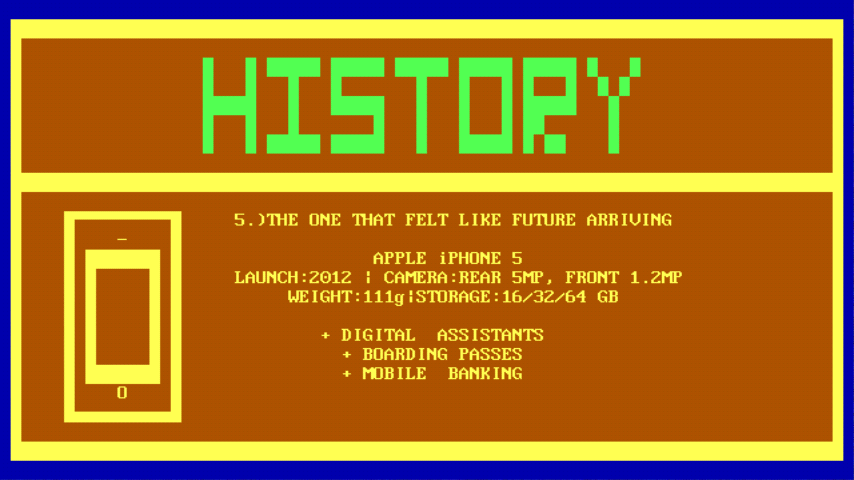 HISTORY
5.)THE ONE THAT FELT LIKE FUTURE ARRIVING
APPLE iPHONE 5
LAUNCH:2012 | CAMERA:REAR 5MP, FRONT 1.2MP
WEIGHT:111g|STORAGE:16/32/64 GB
+ DIGITAL ASSISTANTS
+ BOARDING PASSES
+ MOBILE BANKING